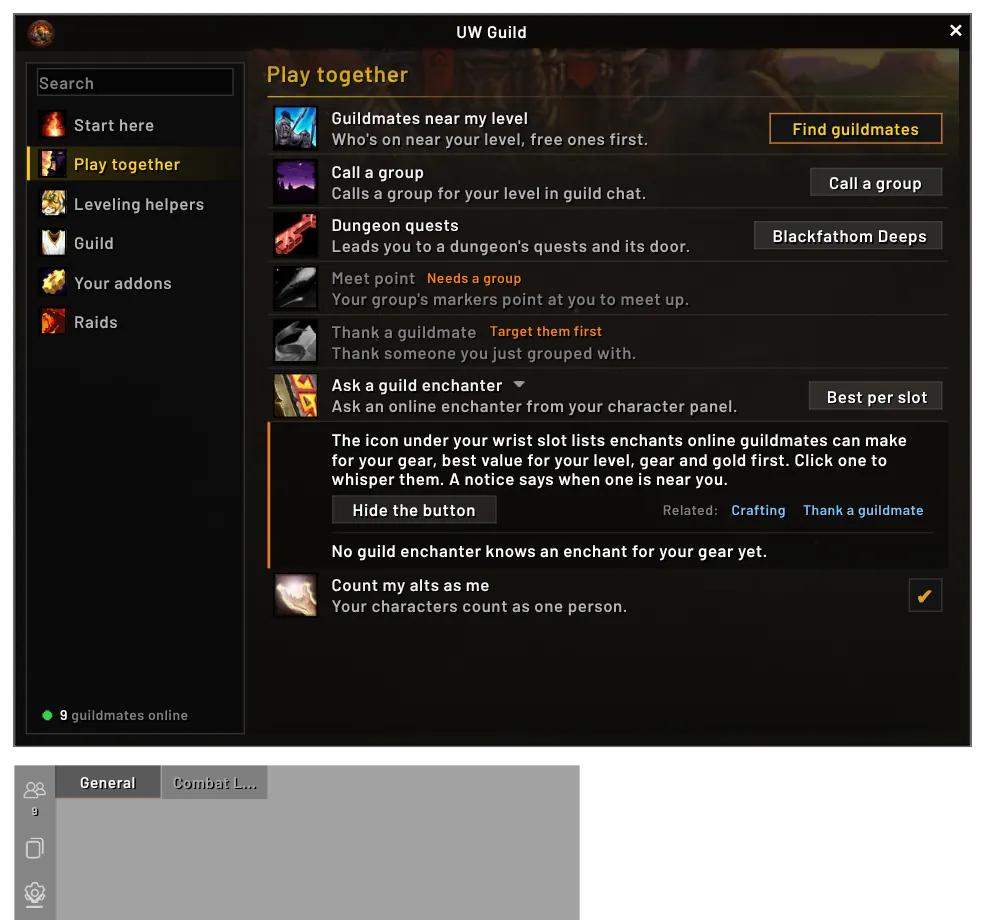 UW Guild
Search
Start here
Play together
Leveling helpers
Guild
Your addons
Raids
9 guildmates online
Play together
Guildmates near my level
Who's on near your level, free ones first.
Find guildmates
Call a group
Calls a group for your level in guild chat.
Call a group
Dungeon quests
Leads you to a dungeon's quests and its door.
Blackfathom Deeps
Meet point Needs a group
Your group's markers point at you to meet up.
Thank a guildmate Target them first
Thank someone you just grouped with.
Ask a guild enchanter
Ask an online enchanter from your character panel.
Best per slot
The icon under your wrist slot lists enchants online guildmates can make
for your gear, best value for your level, gear and gold first. Click one to
whisper them. A notice says when one is near you.
Hide the button
Related: Crafting Thank a guildmate
No guild enchanter knows an enchant for your gear yet.
Count my alts as me
Your characters count as one person.
General
Combat L...
9